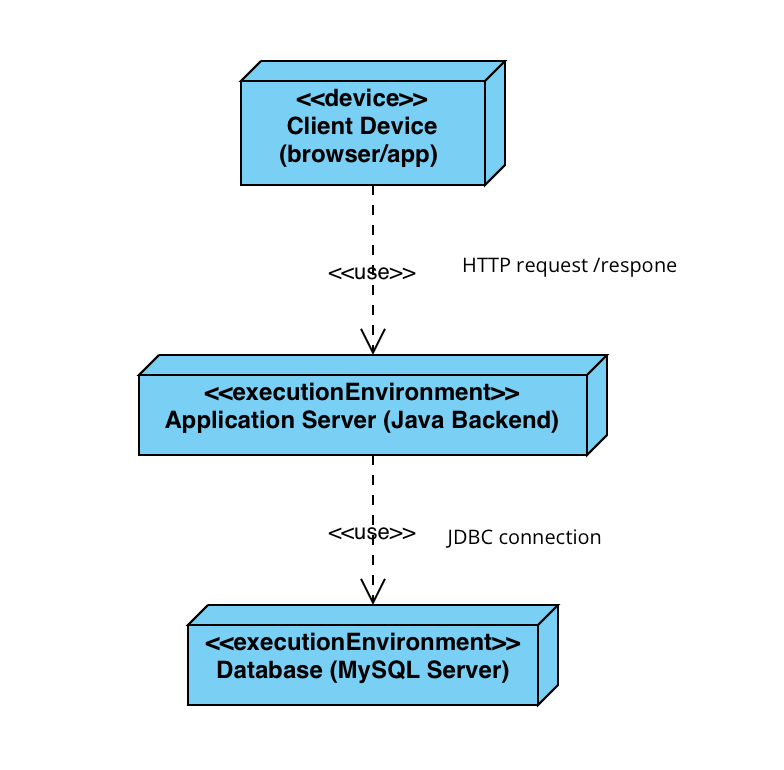 <<device>>
Client Device
(browser/app)
<<use>>
HTTP request /respone
<<executionEnvironment>>
Application Server (Java Backend)
<<use>>
JDBC connection
<<executionEnvironment>>
Database (MySQL Server)